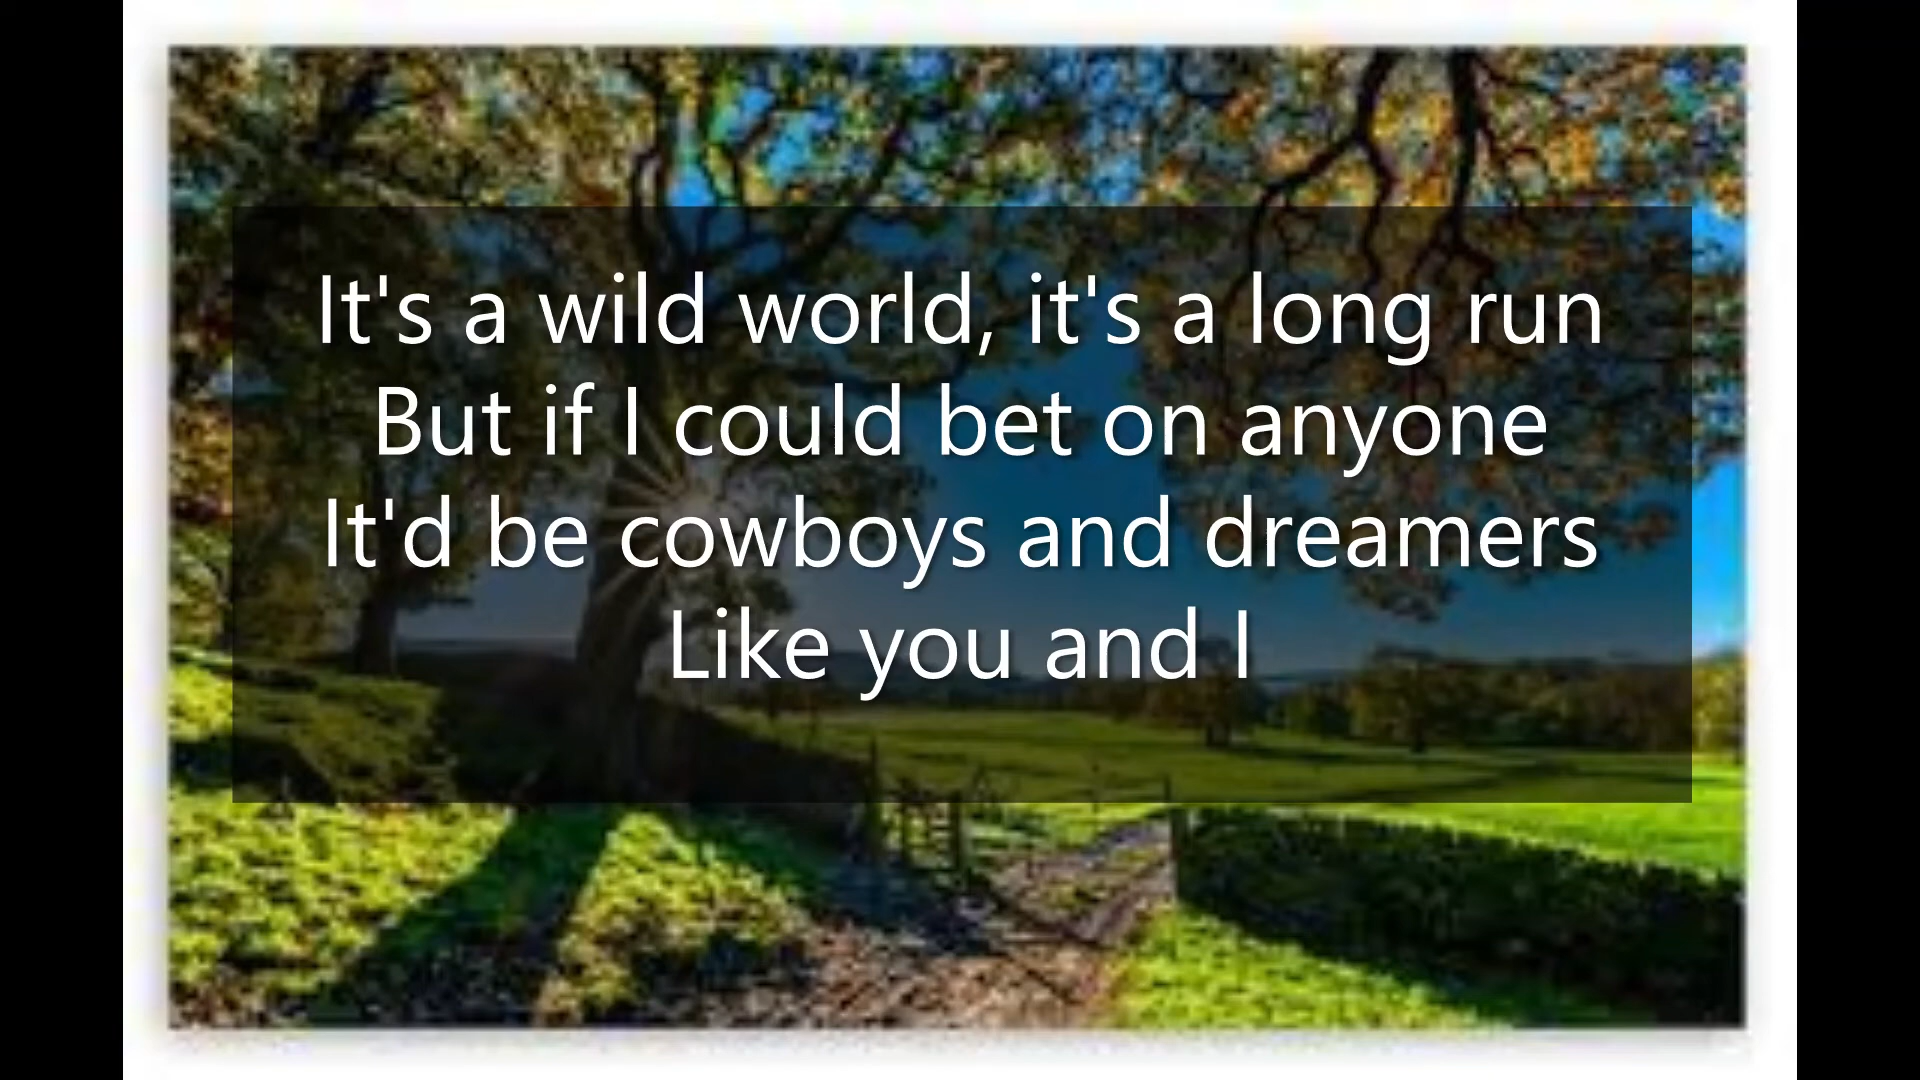 It's a wild world, it's a long run
But if I could bet on anyone
It'd be cowboys and dreamers
Like you and I